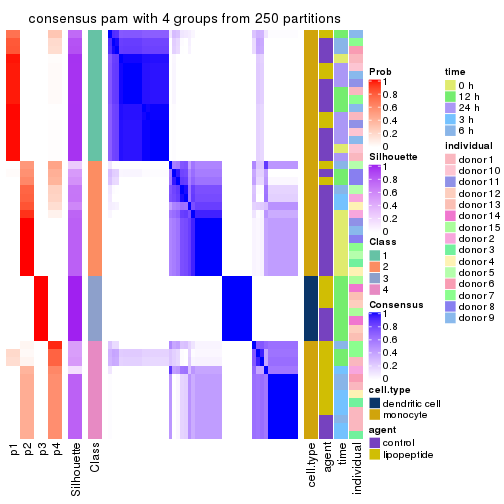 consensus pam with 4 groups from 250 partitions
p1
p2
p3
p4
Silhouette
Class
cell.type
agent
time
individual
Prob
1
0.8
0.6
0.4
0.2
0
Silhouette
1
0.8
0.6
0.4
0.2
0
Class
1
2
3
4
Consensus
1
0.8
0.6
0.4
0.2
0
cell.type
dendritic cell
monocyte
agent
control
lipopeptide
time
0 h
12 h
24 h
3 h
6 h
individual
donor 1
donor 10
donor 11
donor 12
donor 13
donor 14
donor 15
donor 2
donor 3
donor 4
donor 5
donor 6
donor 7
donor 8
donor 9